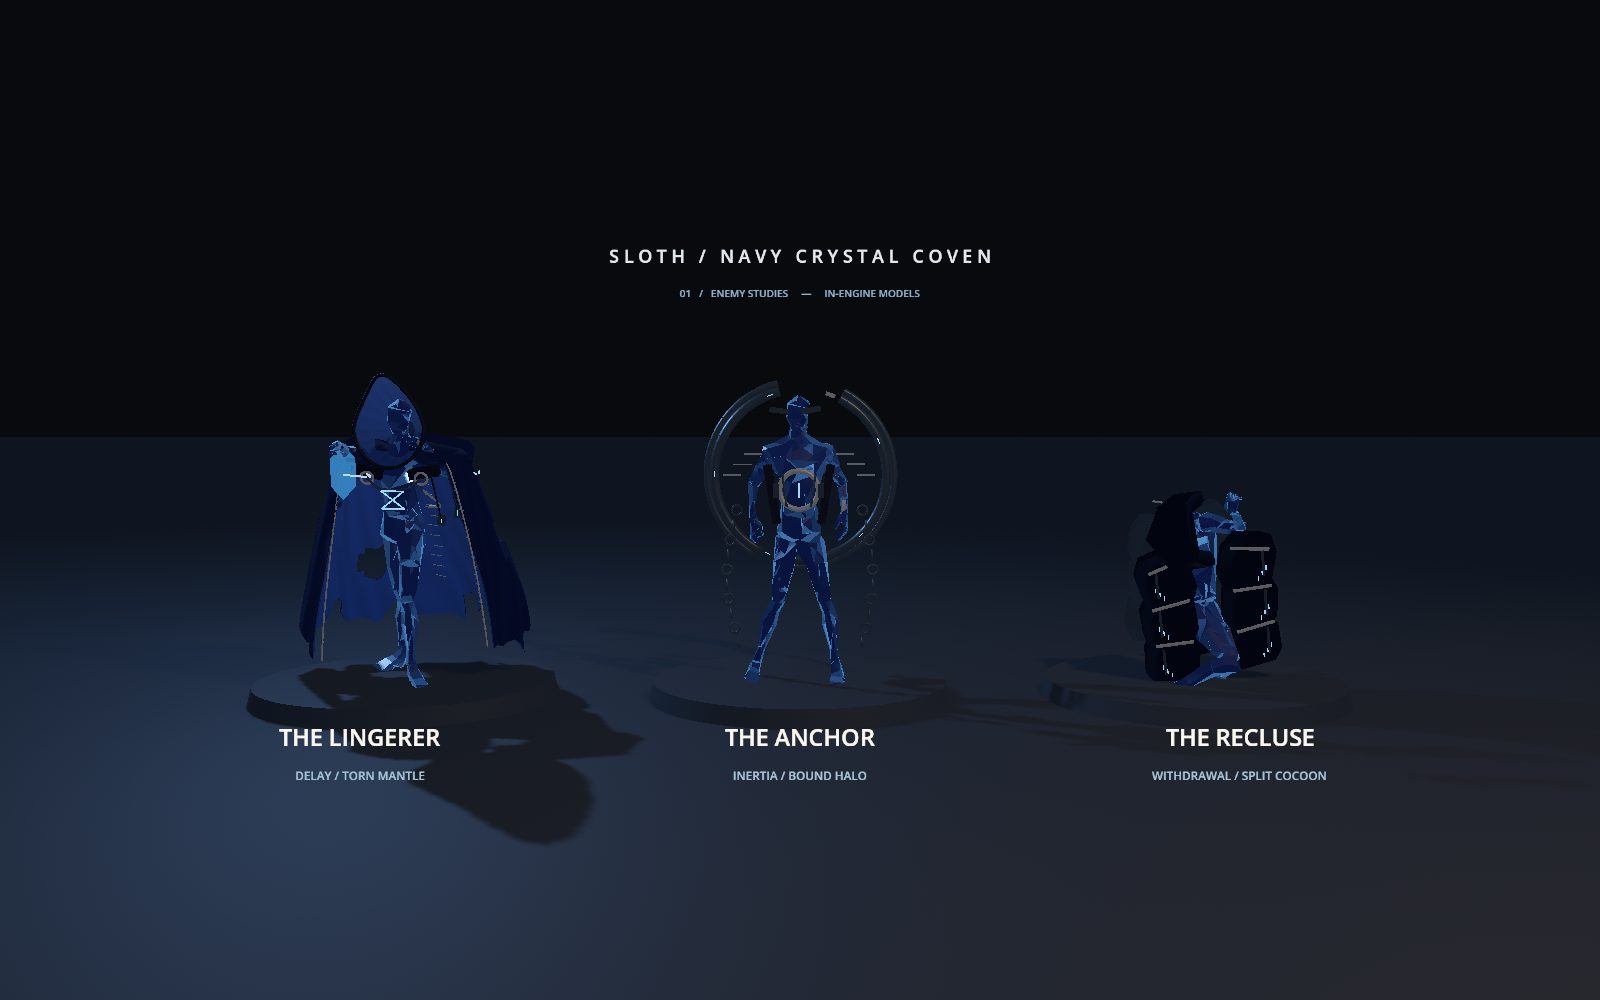 SLOTH / NAVY CRYSTAL COVEN
01 / ENEMY STUDIES — IN-ENGINE MODELS
THE LINGERER
DELAY / TORN MANTLE
THE ANCHOR
INERTIA / BOUND HALO
THE RECLUSE
WITHDRAWAL / SPLIT COCOON